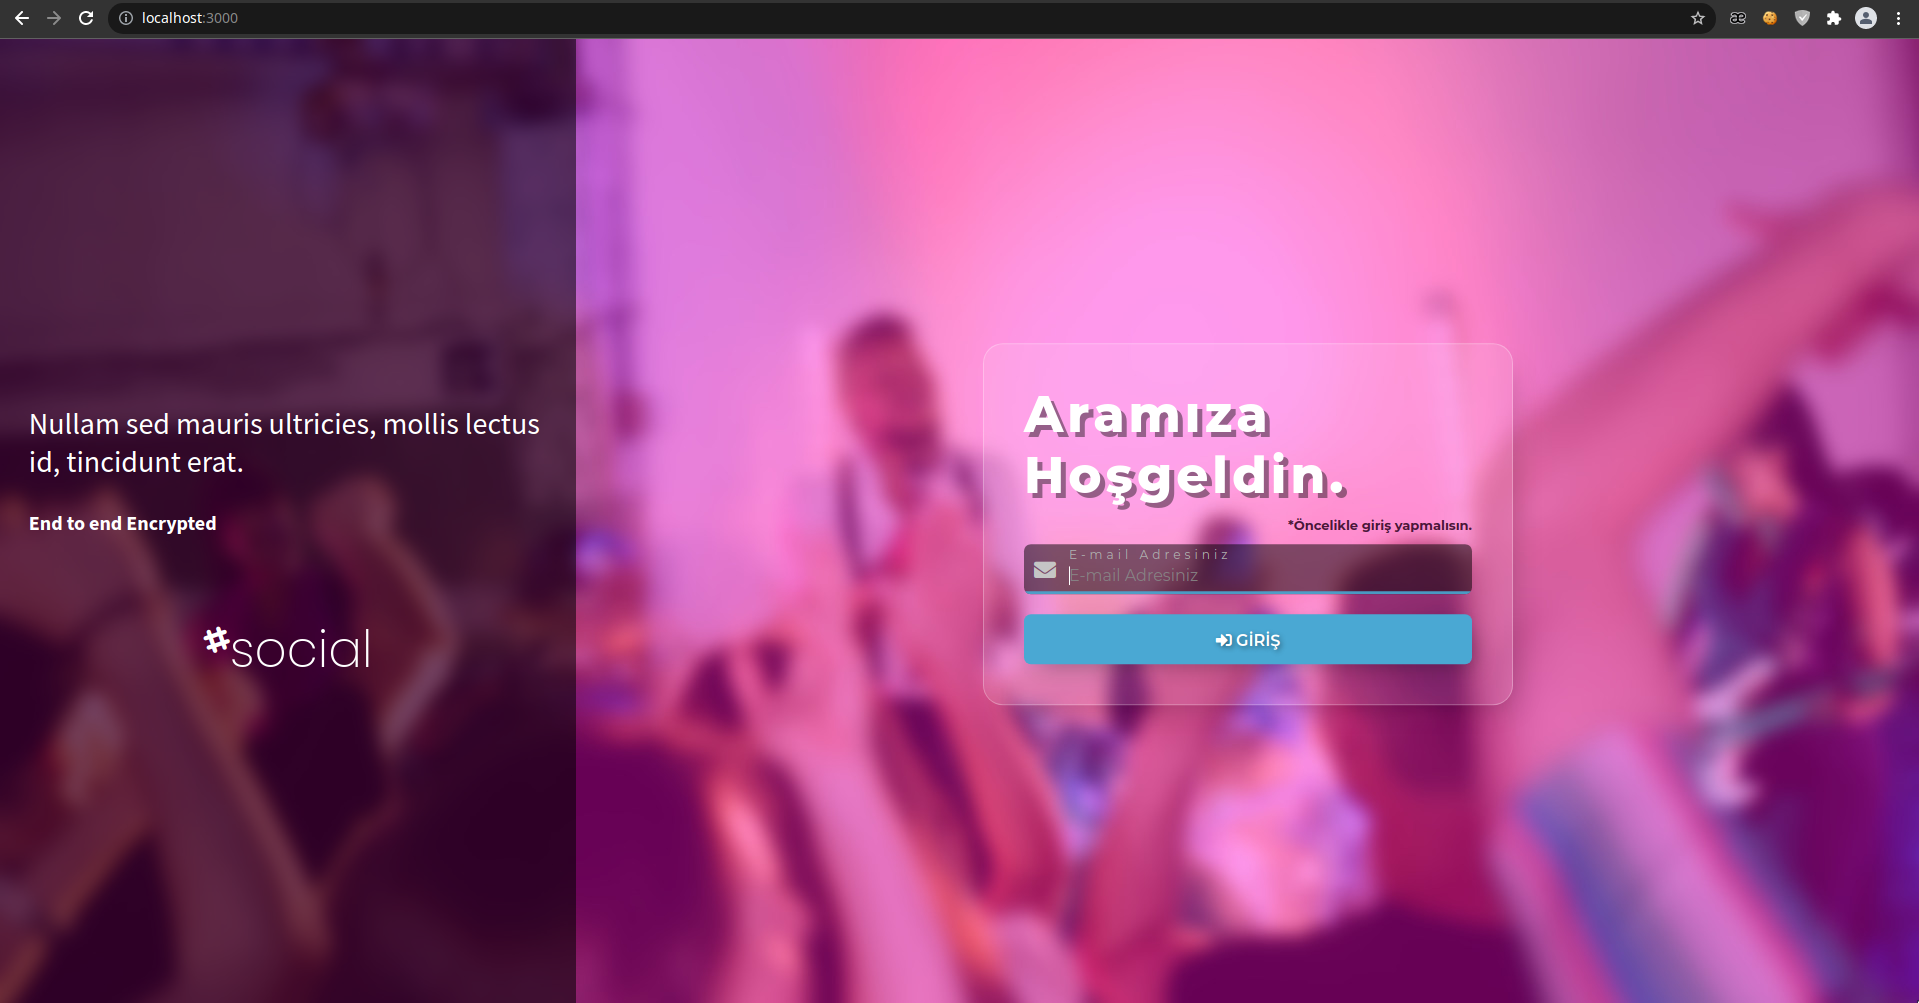 localhost:3000
Nullam sed mauris ultricies, mollis lectus
id, tincidunt erat.
End to end Encrypted
#social
Aramıza
Hoşgeldin.
*Öncelikle giriş yapmalısın.
E-mail Adresiniz
E-mail Adresiniz
GİRİŞ